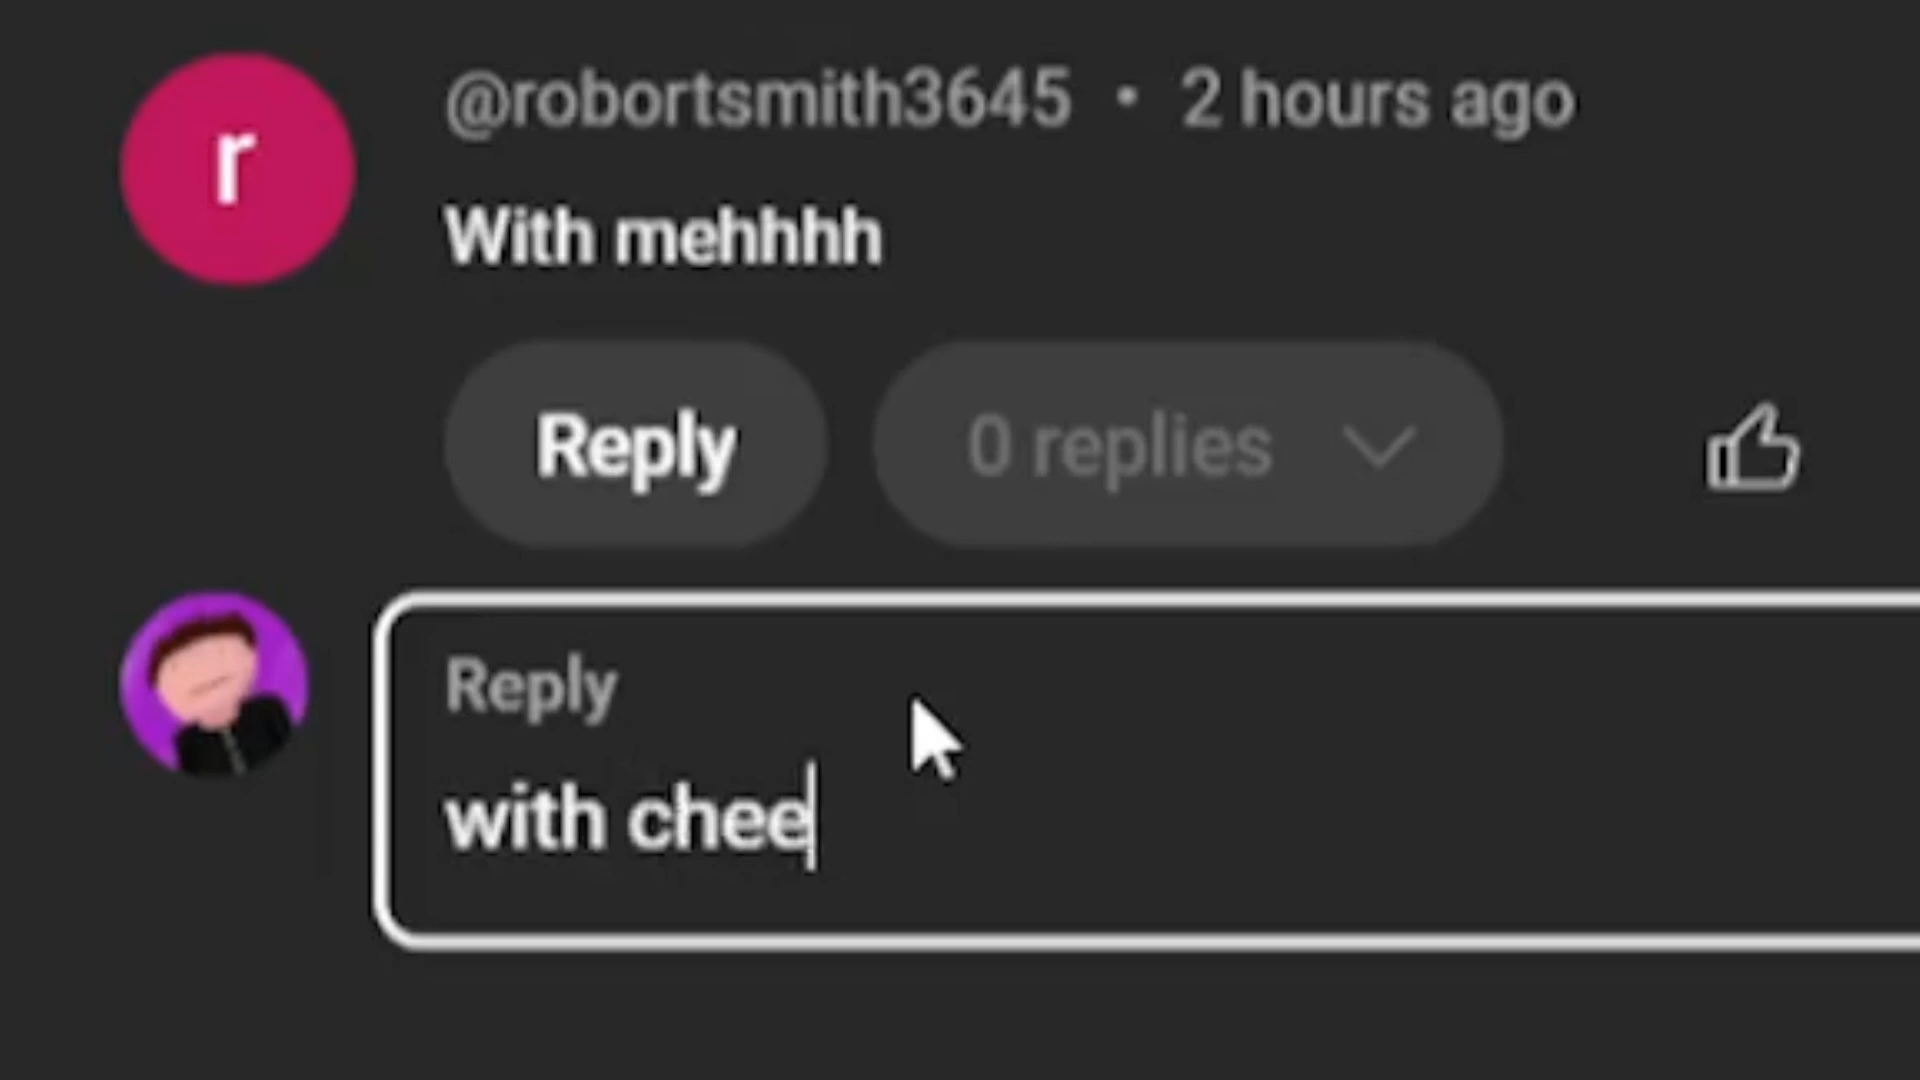 r
@robortsmith3645 • 2 hours ago
With mehhhh
Reply 0 replies
Reply
with chee